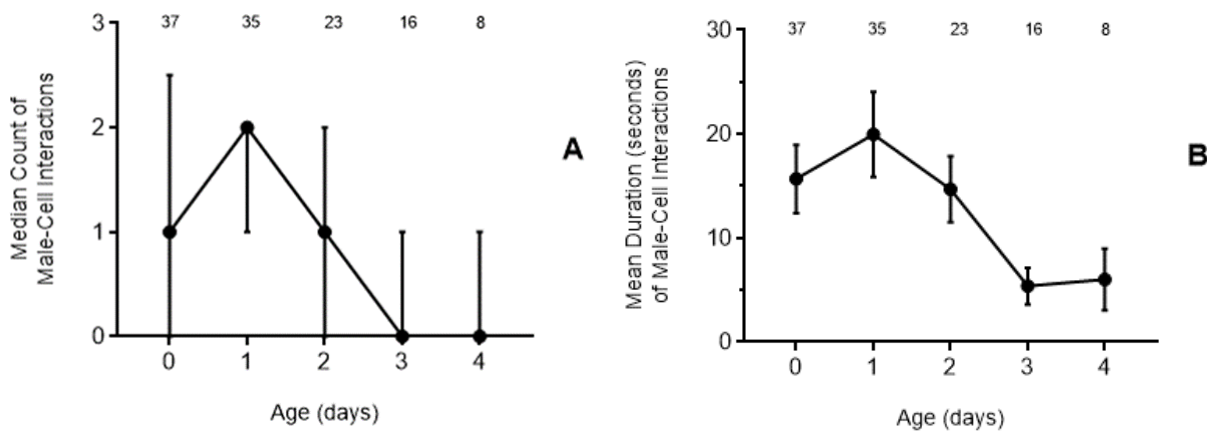 37 35 23 16 8
3
2
1
0
0 1 2 3 4
Age (days)
Median Count of
Male-Cell Interactions
A
37 35 23 16 8
30
20
10
0
0 1 2 3 4
Age (days)
Mean Duration (seconds)
of Male-Cell Interactions
B